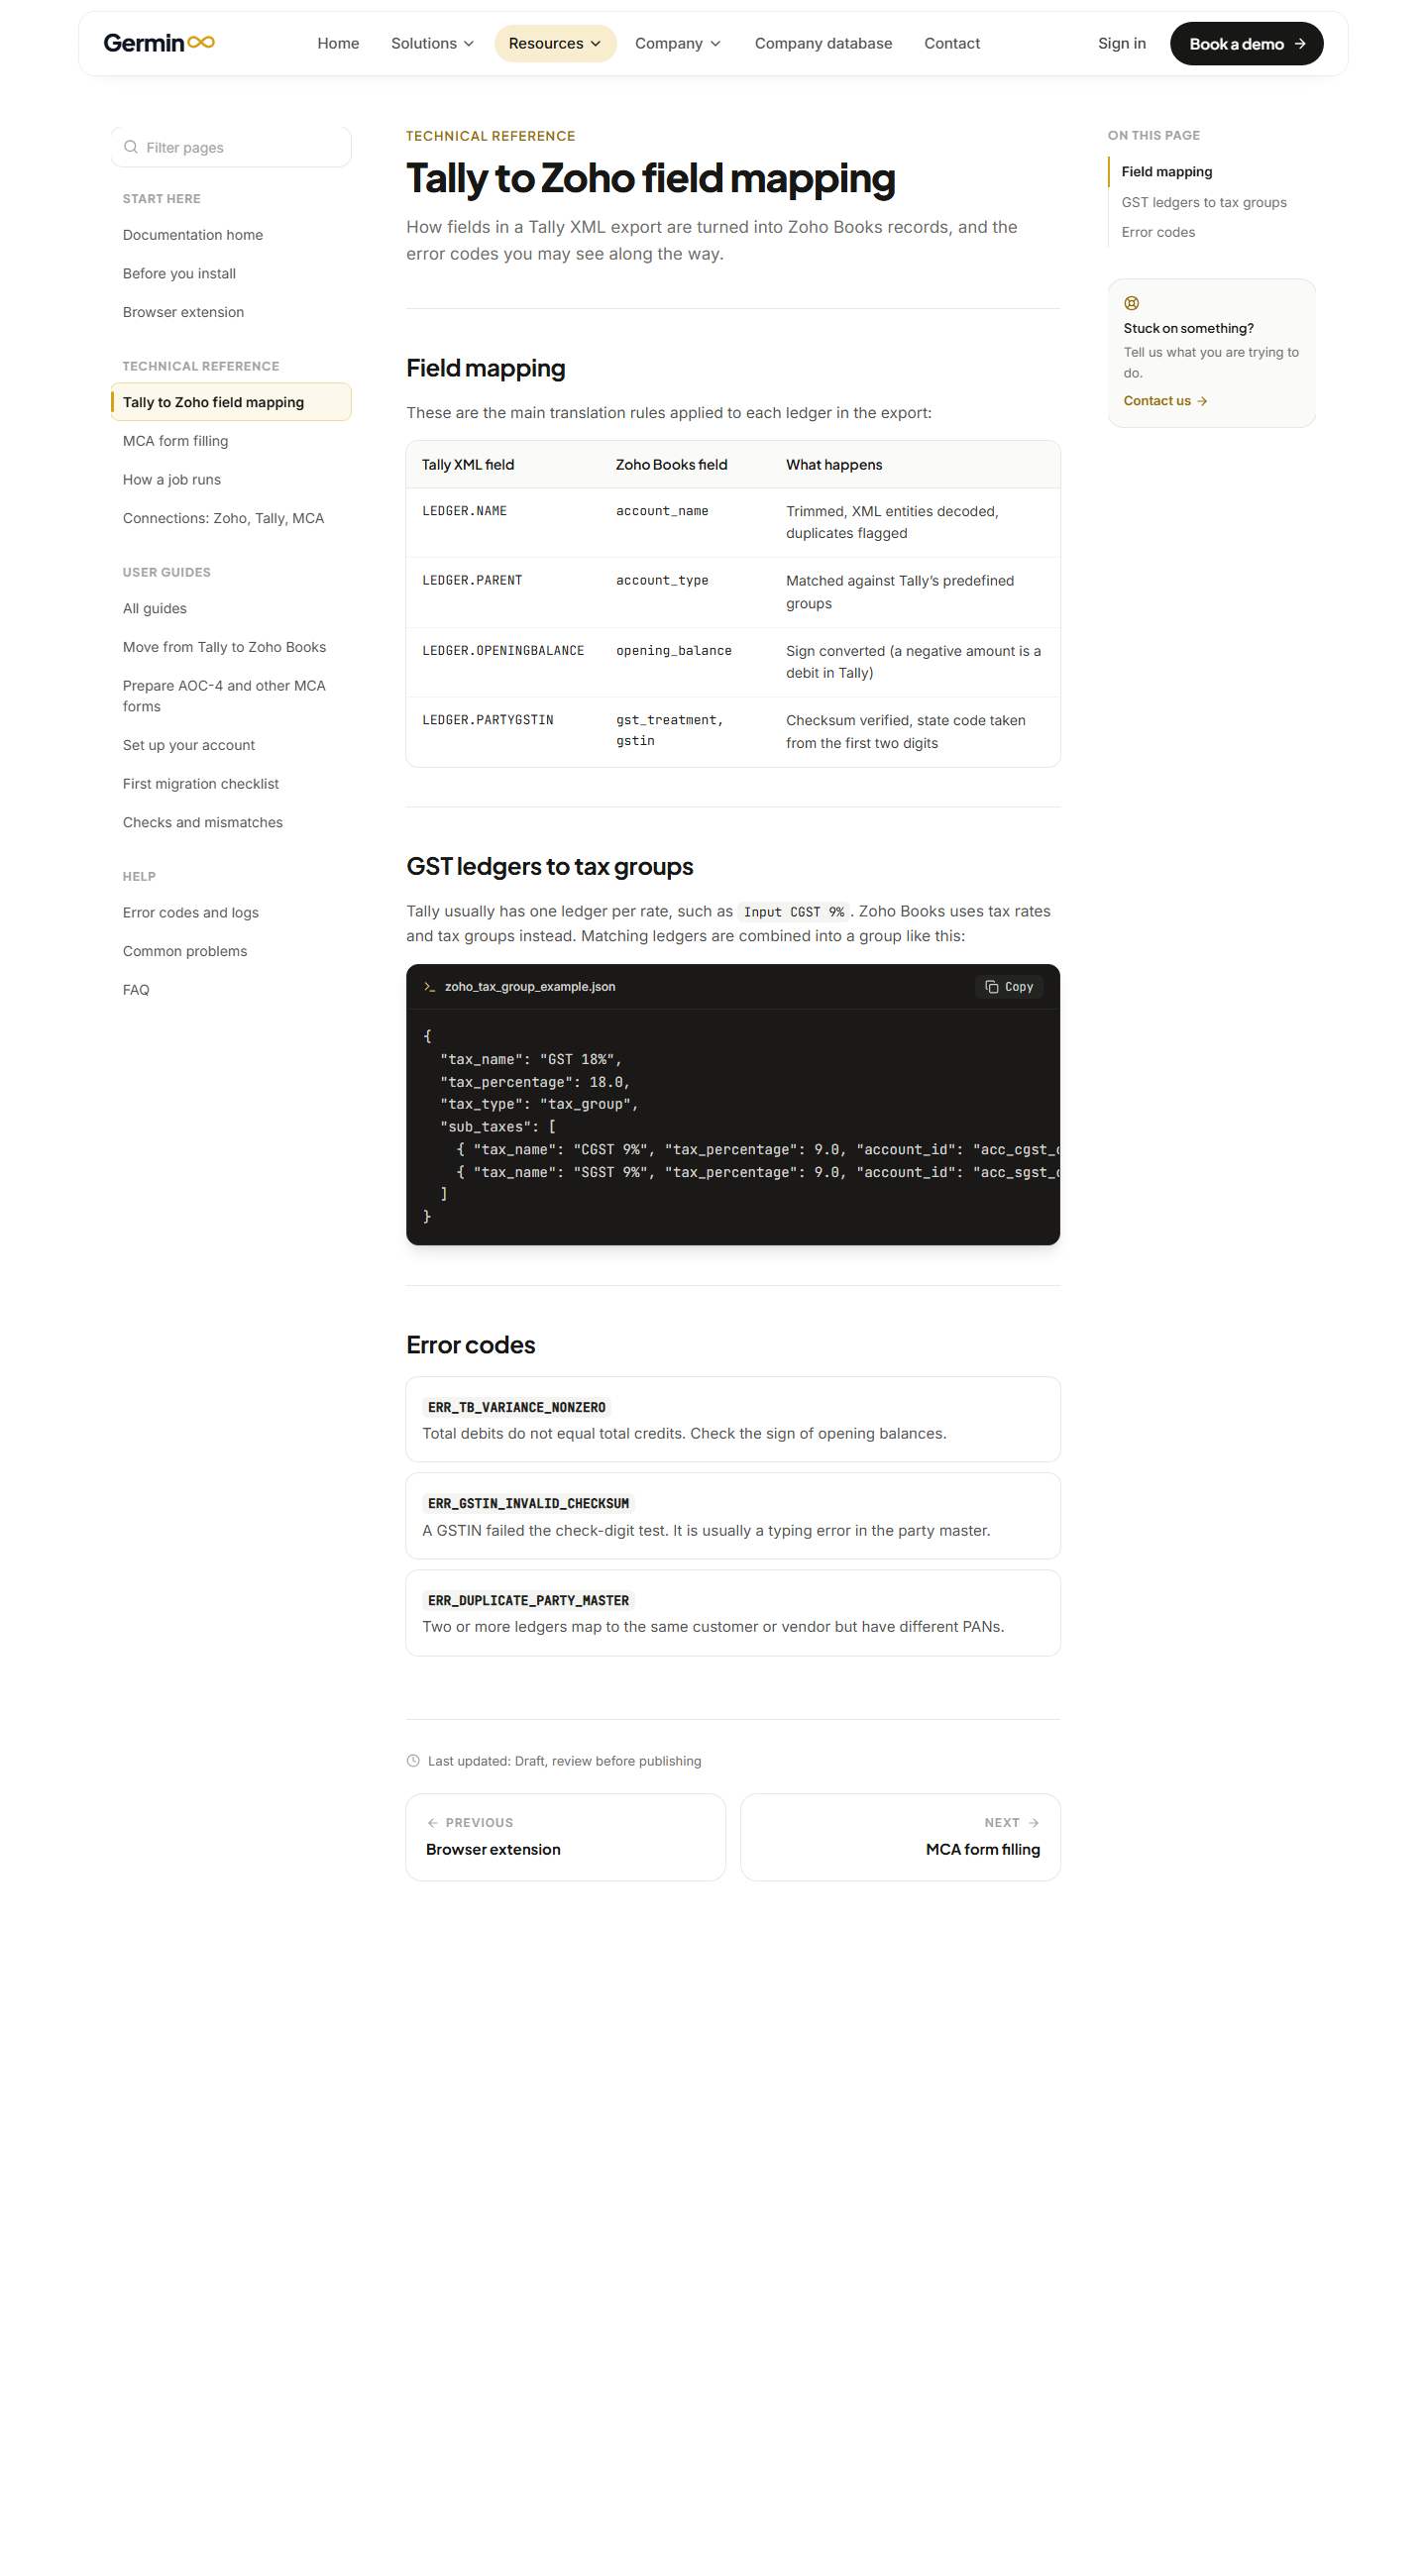 Germin
Home
Solutions
Resources
Company
Company database
Contact
Sign in
Book a demo
Filter pages
START HERE
Documentation home
Before you install
Browser extension
TECHNICAL REFERENCE
Tally to Zoho field mapping
MCA form filling
How a job runs
Connections: Zoho, Tally, MCA
USER GUIDES
All guides
Move from Tally to Zoho Books
Prepare AOC-4 and other MCA
forms
Set up your account
First migration checklist
Checks and mismatches
HELP
Error codes and logs
Common problems
FAQ
TECHNICAL REFERENCE
Tally to Zoho field mapping
How fields in a Tally XML export are turned into Zoho Books records, and the
error codes you may see along the way.
Field mapping
These are the main translation rules applied to each ledger in the export:
Tally XML field Zoho Books field What happens
LEDGER.NAME account_name Trimmed, XML entities decoded,
duplicates flagged
LEDGER.PARENT account_type Matched against Tally’s predefined
groups
LEDGER.OPENINGBALANCE opening_balance Sign converted (a negative amount is a
debit in Tally)
LEDGER.PARTYGSTIN gst_treatment, Checksum verified, state code taken
gstin from the first two digits
GST ledgers to tax groups
Tally usually has one ledger per rate, such as Input CGST 9% . Zoho Books uses tax rates
and tax groups instead. Matching ledgers are combined into a group like this:
zoho_tax_group_example.json
Copy
{
"tax_name": "GST 18%",
"tax_percentage": 18.0,
"tax_type": "tax_group",
"sub_taxes": [
{ "tax_name": "CGST 9%", "tax_percentage": 9.0, "account_id": "acc_cgst_
{ "tax_name": "SGST 9%", "tax_percentage": 9.0, "account_id": "acc_sgst_
]
}
Error codes
ERR_TB_VARIANCE_NONZERO
Total debits do not equal total credits. Check the sign of opening balances.
ERR_GSTIN_INVALID_CHECKSUM
A GSTIN failed the check-digit test. It is usually a typing error in the party master.
ERR_DUPLICATE_PARTY_MASTER
Two or more ledgers map to the same customer or vendor but have different PANs.
Last updated: Draft, review before publishing
← PREVIOUS
Browser extension
NEXT →
MCA form filling
ON THIS PAGE
Field mapping
GST ledgers to tax groups
Error codes
Stuck on something?
Tell us what you are trying to
do.
Contact us →